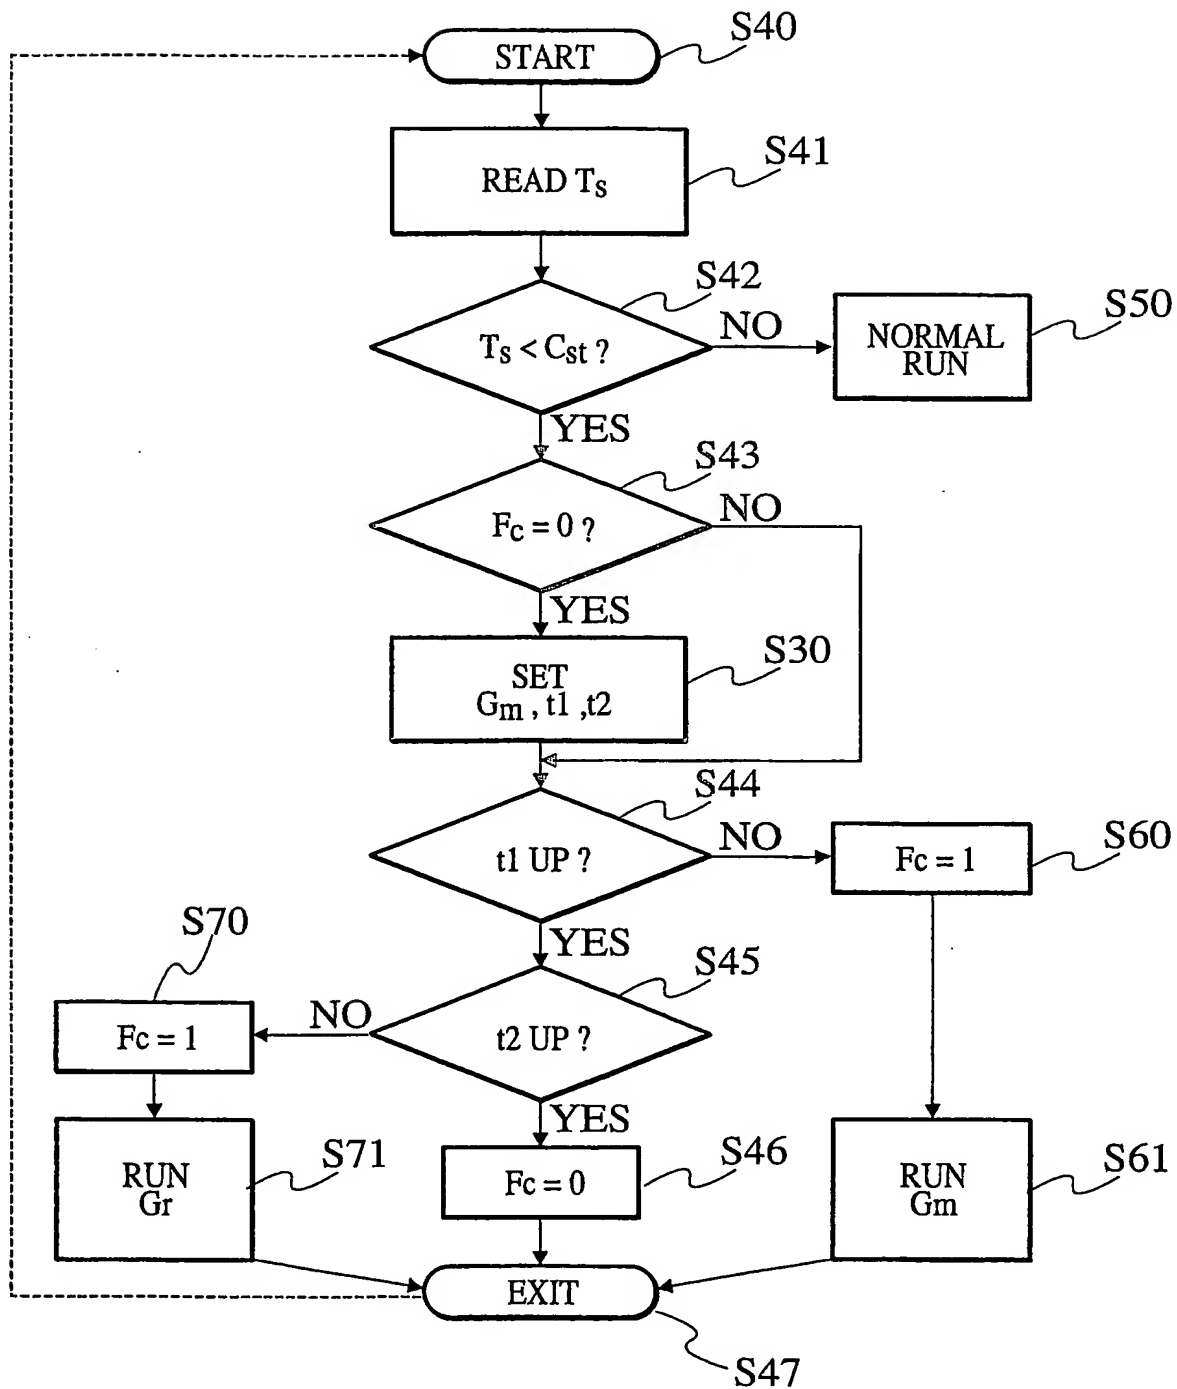 S40
START
S41
READ Ts
S42
Ts < Cst ?
NO
S50
NORMAL
RUN
YES
S43
Fc = 0 ?
NO
YES
S30
SET
Gm , t1 ,t2
S44
t1 UP ?
NO
S60
Fc = 1
YES
S70
S45
Fc = 1
NO
t2 UP ?
YES
S71
RUN
Gr
S46
Fc = 0
S61
RUN
Gm
EXIT
S47